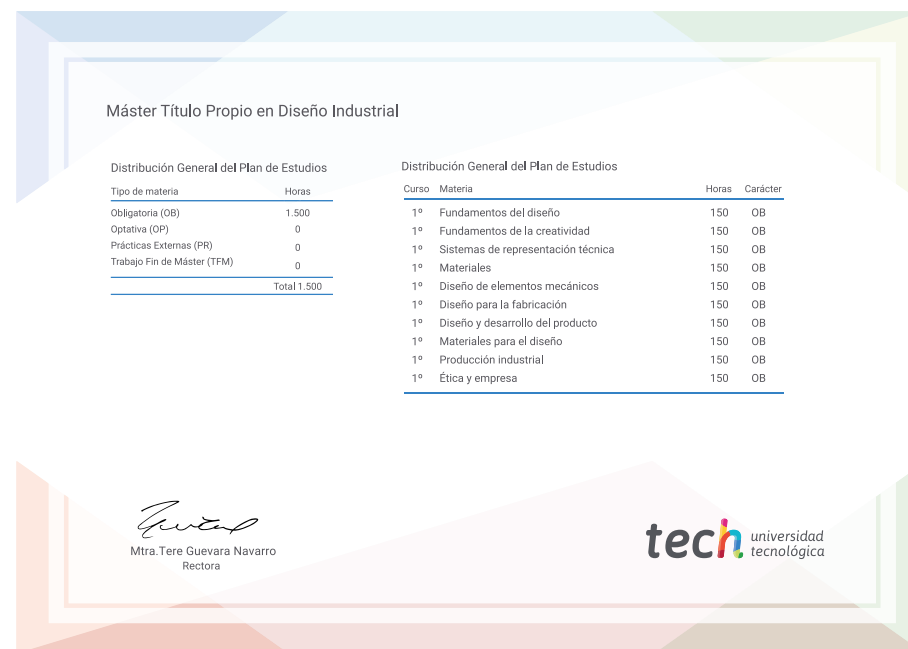 Máster Título Propio en Diseño Industrial
Distribución General del Plan de Estudios
Tipo de materia Horas
Obligatoria (OB) 1.500
Optativa (OP) 0
Prácticas Externas (PR) 0
Trabajo Fin de Máster (TFM) 0
Total 1.500
Distribución General del Plan de Estudios
Curso Materia Horas Carácter
1º Fundamentos del diseño 150 OB
1º Fundamentos de la creatividad 150 OB
1º Sistemas de representación técnica 150 OB
1º Materiales 150 OB
1º Diseño de elementos mecánicos 150 OB
1º Diseño para la fabricación 150 OB
1º Diseño y desarrollo del producto 150 OB
1º Materiales para el diseño 150 OB
1º Producción industrial 150 OB
1º Ética y empresa 150 OB
Mtra.Tere Guevara Navarro
Rectora
tech universidad
tecnológica